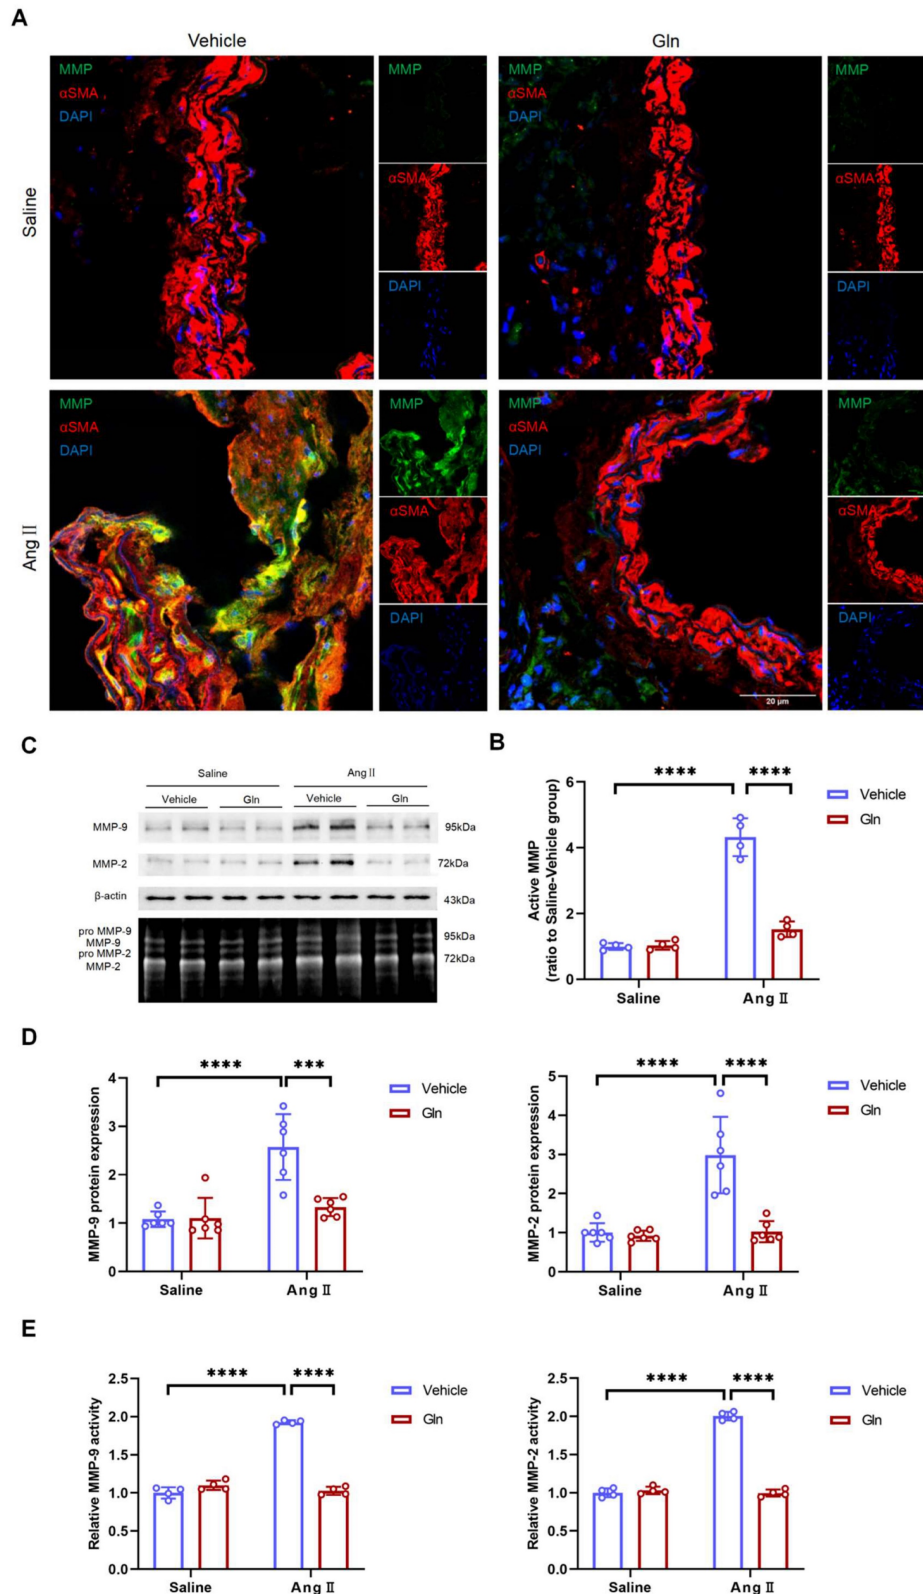 A
Vehicle
Gln
Saline
MMP
αSMA
DAPI
MMP
αSMA
DAPI
MMP
αSMA
DAPI
MMP
αSMA
DAPI
Ang Ⅱ
MMP
αSMA
DAPI
MMP
αSMA
DAPI
MMP
αSMA
DAPI
20 μm
MMP
αSMA
DAPI
C
Saline
Ang Ⅱ
Vehicle
Gln
Vehicle
Gln
MMP-9
95kDa
MMP-2
72kDa
β-actin
43kDa
pro MMP-9
MMP-9
pro MMP-2
MMP-2
95kDa
72kDa
B
Active MMP
(ratio to Saline-Vehicle group)
6
4
2
0
****
****
Vehicle
Gln
Saline
Ang Ⅱ
D
MMP-9 protein expression
4
3
2
1
0
****
***
Vehicle
Gln
Saline
Ang Ⅱ
MMP-2 protein expression
5
4
3
2
1
0
****
****
Vehicle
Gln
Saline
Ang Ⅱ
E
Relative MMP-9 activity
2.5
2.0
1.5
1.0
0.5
0.0
****
****
Vehicle
Gln
Saline
Ang Ⅱ
Relative MMP-2 activity
2.5
2.0
1.5
1.0
0.5
0.0
****
****
Vehicle
Gln
Saline
Ang Ⅱ